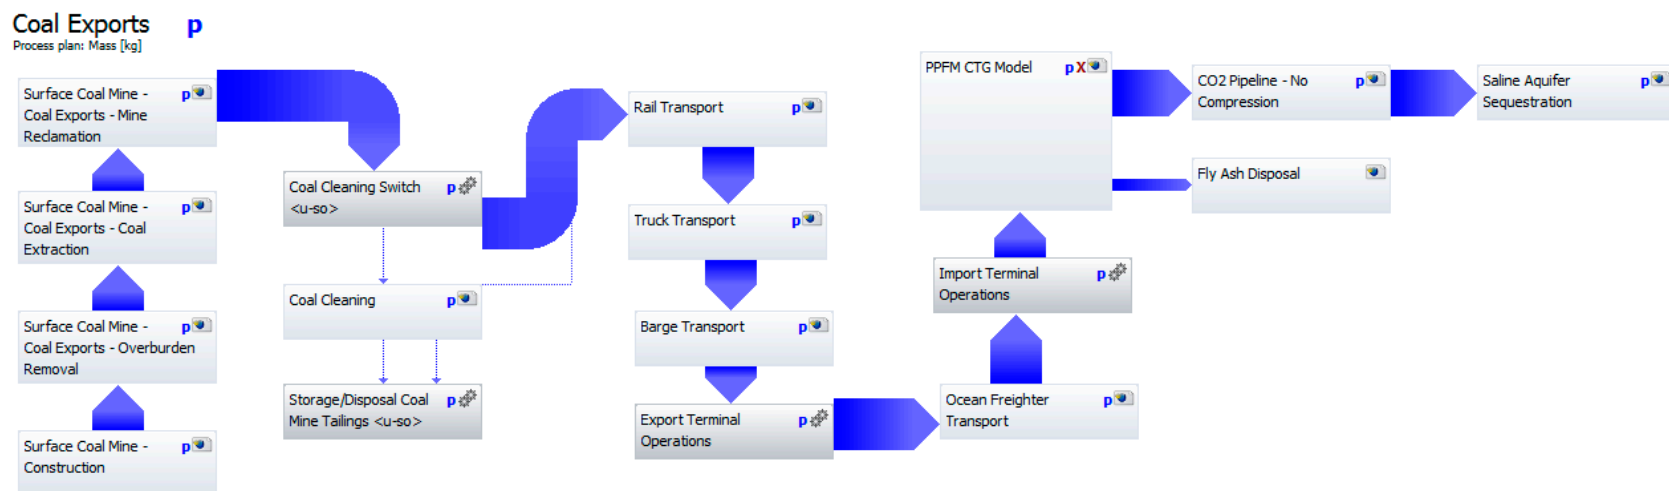 Coal Exports p
Process plan: Mass [kg]
Surface Coal Mine - p
Coal Exports - Mine
Reclamation
Surface Coal Mine - p
Coal Exports - Coal
Extraction
Surface Coal Mine - p
Coal Exports - Overburden
Removal
Surface Coal Mine - p
Construction
Coal Cleaning Switch p
<u-so>
Coal Cleaning p
Storage/Disposal Coal p
Mine Tailings <u-so>
Rail Transport p
Truck Transport p
Barge Transport p
Export Terminal p
Operations
PPFM CTG Model p X
Import Terminal p
Operations
Ocean Freighter p
Transport
CO2 Pipeline - No p
Compression
Fly Ash Disposal
Saline Aquifer p
Sequestration